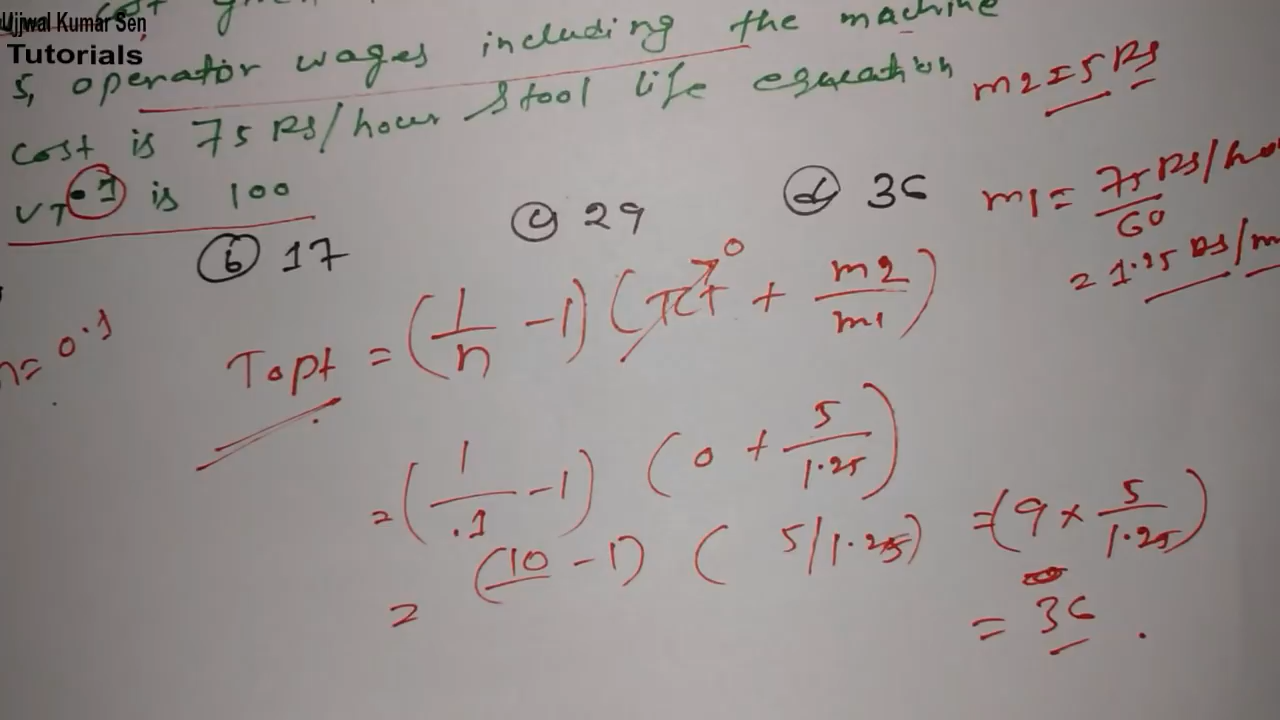 Ujjwal Kumar Sen
Tutorials
cost given
5, operator wages including the machine
cost is 75 Rs/hour & tool life equation
VT^.1 is 100
b 17
c 29
d 36
m2 = 5 Rs
m1 = 75 Rs/ho
60
= 1.25 Rs/m
n = 0.1
Topt = (1/n - 1) (TCT 0 + m2/m1)
= (1/.1 - 1) (0 + 5/1.25)
= (10 - 1) (5/1.25)
= (9 × 5/1.25)
= 36.